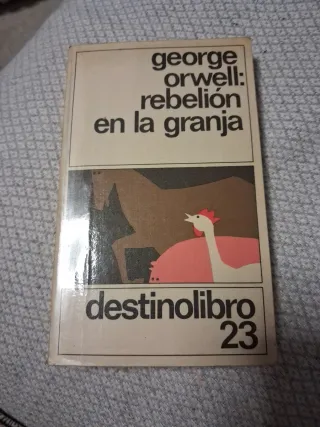 george
orwell:
rebelión
en la granja
destinolibro
23